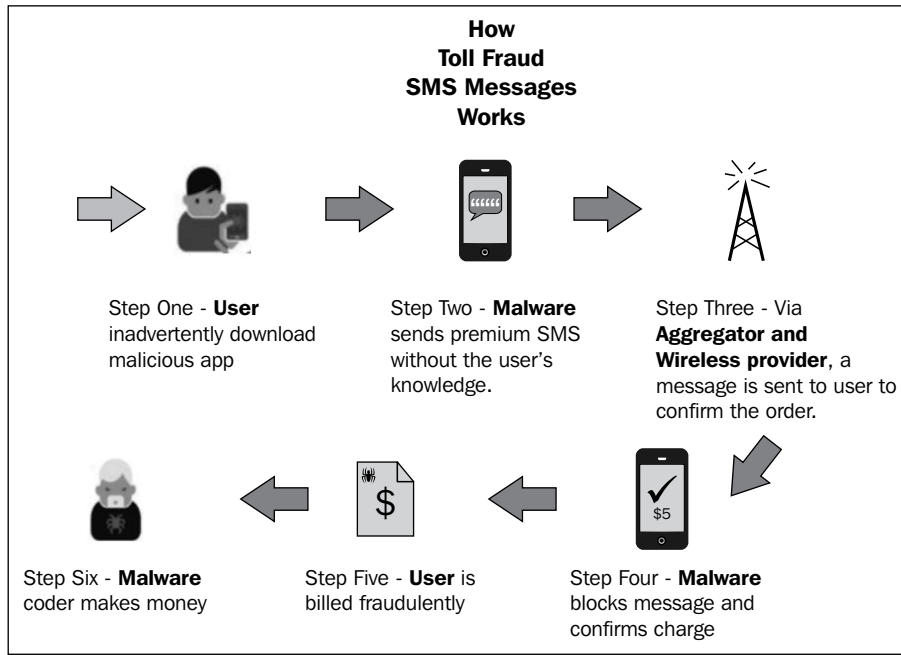 How
Toll Fraud
SMS Messages
Works
Step One - User
inadvertently download
malicious app
Step Two - Malware
sends premium SMS
without the user's
knowledge.
Step Three - Via
Aggregator and
Wireless provider, a
message is sent to user to
confirm the order.
$5
Step Four - Malware
blocks message and
confirms charge
$
Step Five - User is
billed fraudulently
Step Six - Malware
coder makes money